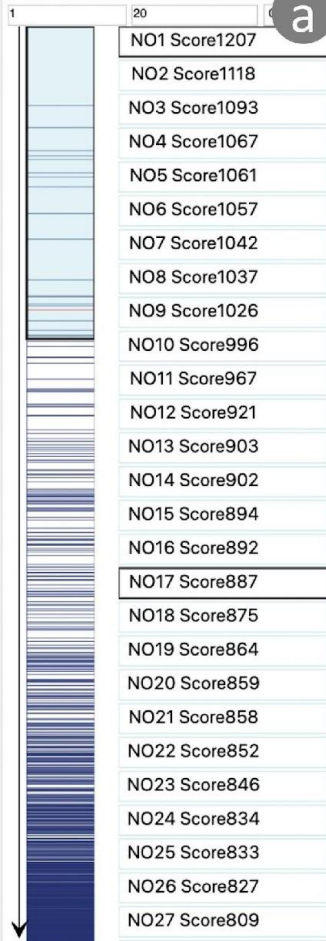 1
20
a
NO1 Score1207
NO2 Score1118
NO3 Score1093
NO4 Score1067
NO5 Score1061
NO6 Score1057
NO7 Score1042
NO8 Score1037
NO9 Score1026
NO10 Score996
NO11 Score967
NO12 Score921
NO13 Score903
NO14 Score902
NO15 Score894
NO16 Score892
NO17 Score887
NO18 Score875
NO19 Score864
NO20 Score859
NO21 Score858
NO22 Score852
NO23 Score846
NO24 Score834
NO25 Score833
NO26 Score827
NO27 Score809